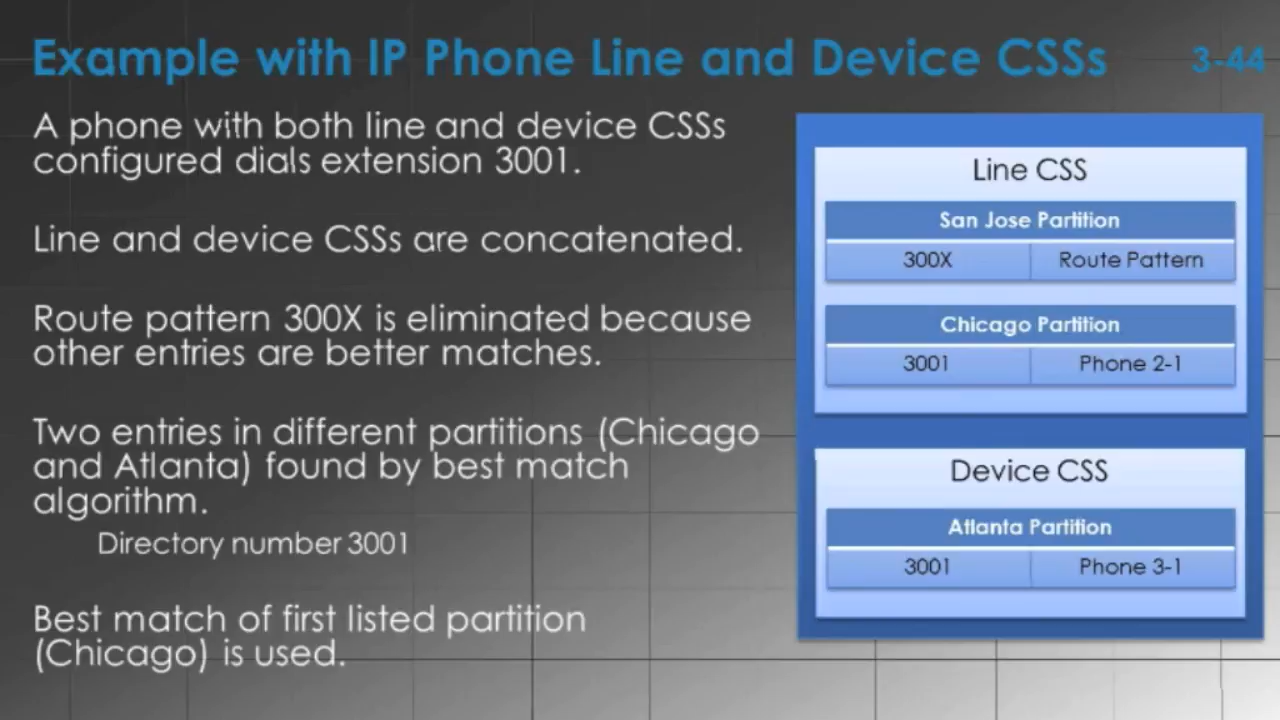 Example with IP Phone Line and Device CSSs
3-44
A phone with both line and device CSSs
configured dials extension 3001.
Line and device CSSs are concatenated.
Route pattern 300X is eliminated because
other entries are better matches.
Two entries in different partitions (Chicago
and Atlanta) found by best match
algorithm.
Directory number 3001
Best match of first listed partition
(Chicago) is used.
Line CSS
San Jose Partition
300X Route Pattern
Chicago Partition
3001 Phone 2-1
Device CSS
Atlanta Partition
3001 Phone 3-1